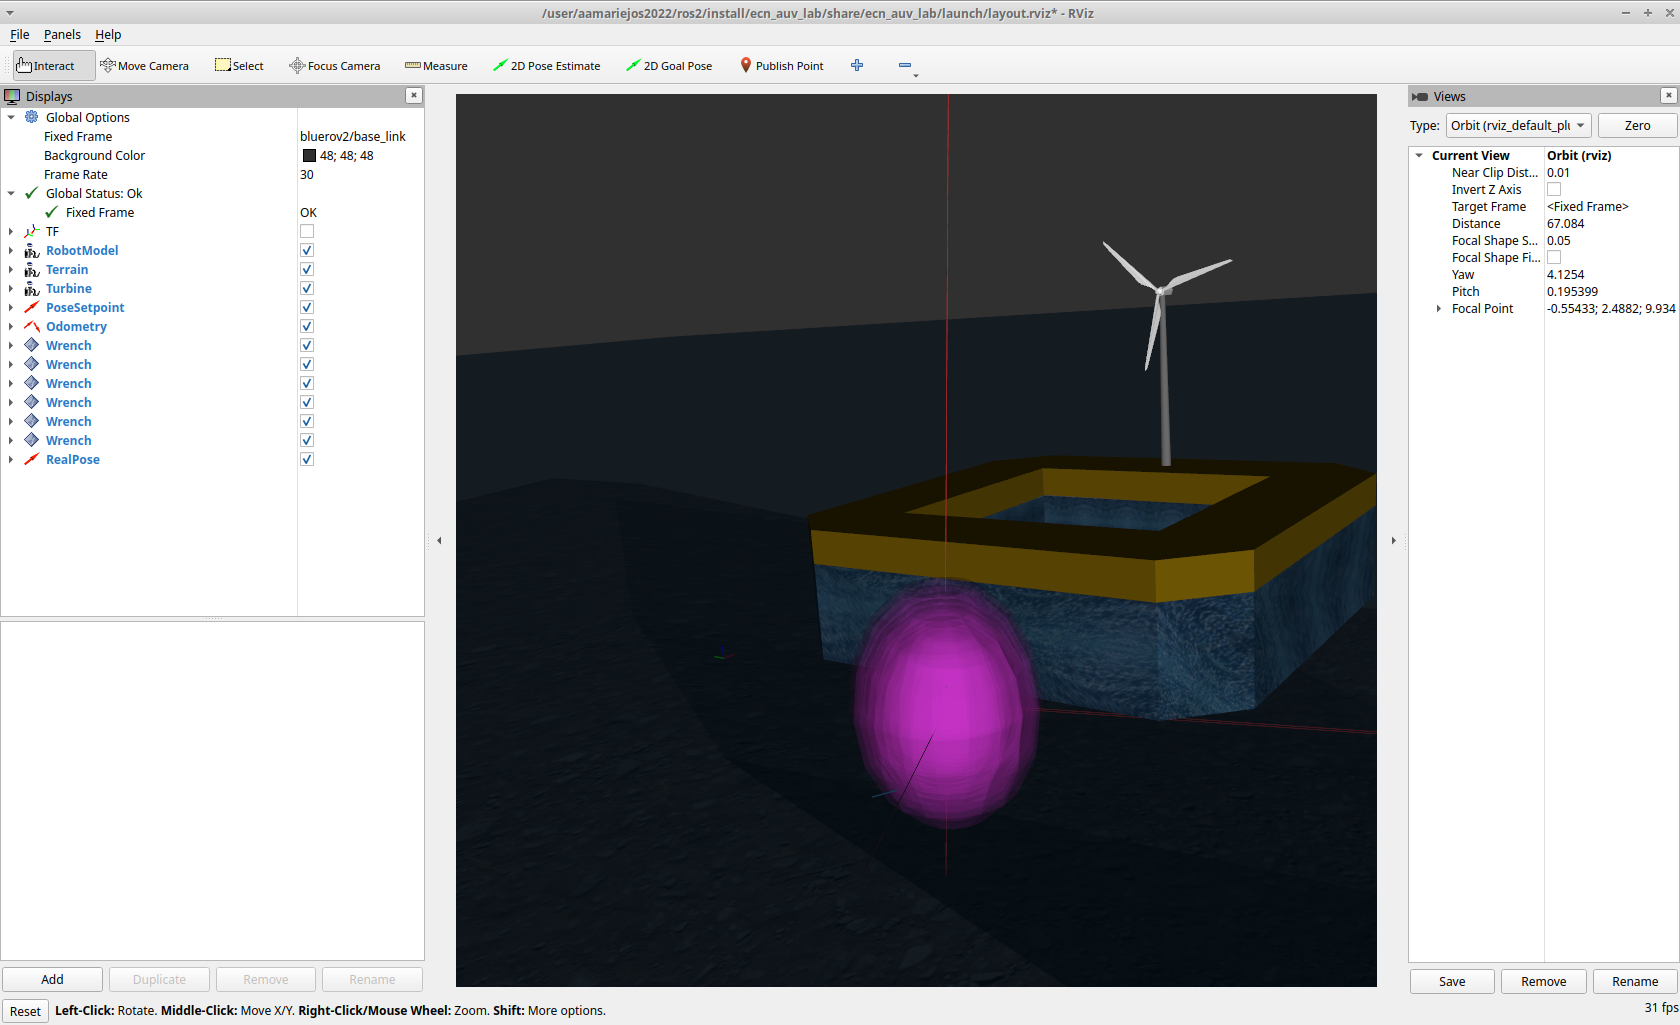 /user/aamariejos2022/ros2/install/ecn_auv_lab/share/ecn_auv_lab/launch/layout.rviz* - RViz
File Panels Help
Interact Move Camera Select Focus Camera Measure 2D Pose Estimate 2D Goal Pose Publish Point
Displays
Global Options
Fixed Frame bluerov2/base_link
Background Color 48; 48; 48
Frame Rate 30
Global Status: Ok
Fixed Frame OK
TF
RobotModel
Terrain
Turbine
PoseSetpoint
Odometry
Wrench
Wrench
Wrench
Wrench
Wrench
Wrench
RealPose
Add Duplicate Remove Rename
Views
Type: Orbit (rviz_default_plu Zero
Current View Orbit (rviz)
Near Clip Dist... 0.01
Invert Z Axis
Target Frame <Fixed Frame>
Distance 67.084
Focal Shape S... 0.05
Focal Shape Fi...
Yaw 4.1254
Pitch 0.195399
Focal Point -0.55433; 2.4882; 9.934
Save Remove Rename
Reset Left-Click: Rotate. Middle-Click: Move X/Y. Right-Click/Mouse Wheel: Zoom. Shift: More options.
31 fps